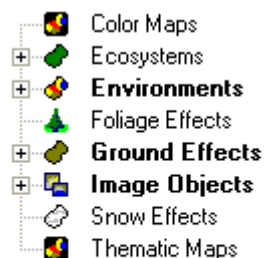 Color Maps
Ecosystems
Environments
Foliage Effects
Ground Effects
Image Objects
Snow Effects
Thematic Maps